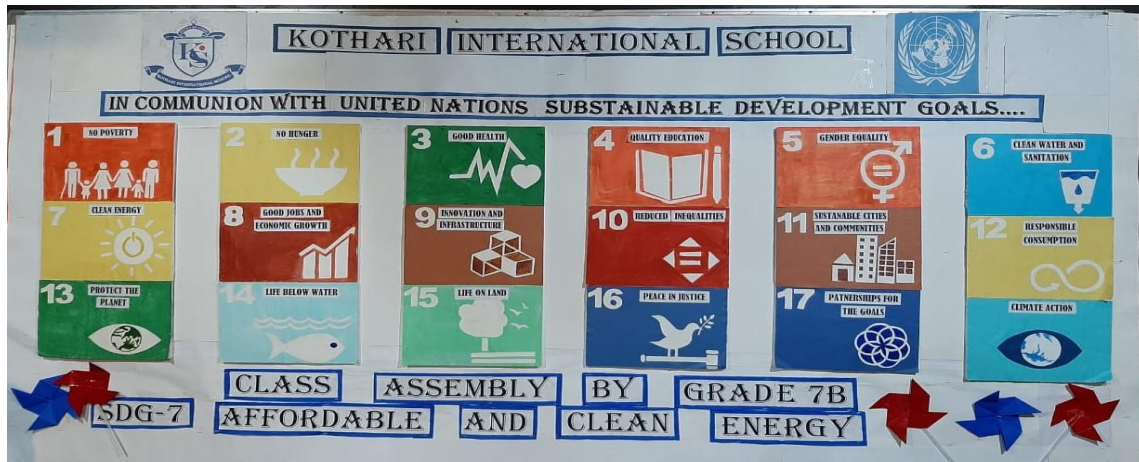 KOTHARI INTERNATIONAL SCHOOL
IN COMMUNION WITH UNITED NATIONS SUBSTAINABLE DEVELOPMENT GOALS....
1 NO POVERTY
2 NO HUNGER
3 GOOD HEALTH
4 QUALITY EDUCATION
5 GENDER EQUALITY
6 CLEAN WATER AND
SANITATION
7 CLEAN ENERGY
8 GOOD JOBS AND
ECONOMIC GROWTH
9 INNOVATION AND
INFRASTRUCTURE
10 REDUCED INEQUALITIES
11 SUSTANABLE CITIES
AND COMMUNITIES
12 RESPONSIBLE
CONSUMPTION
13 PROTECT THE
PLANET
14 LIFE BELOW WATER
15 LIFE ON LAND
16 PEACE IN JUSTICE
17 PATNERSHIPS FOR
THE GOALS
CLIMATE ACTION
CLASS ASSEMBLY BY GRADE 7B
SDG-7 AFFORDABLE AND CLEAN ENERGY